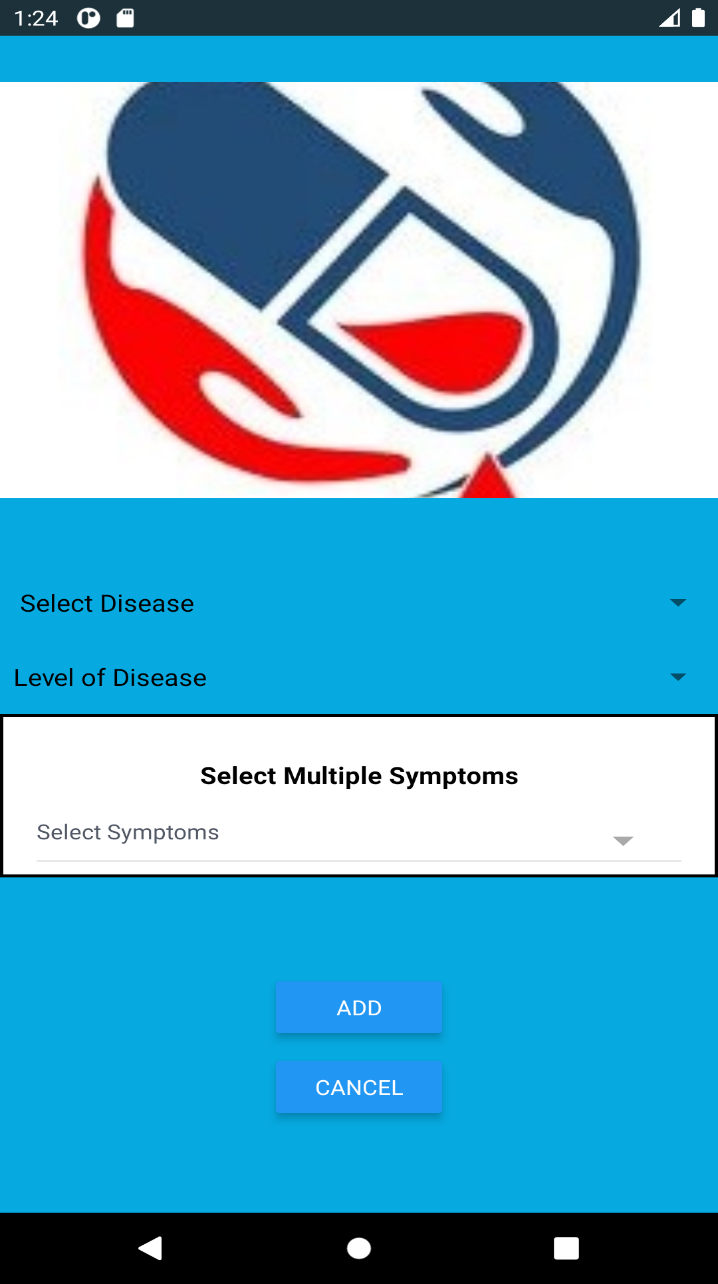 1:24
Select Disease
Level of Disease
Select Multiple Symptoms
Select Symptoms
ADD
CANCEL